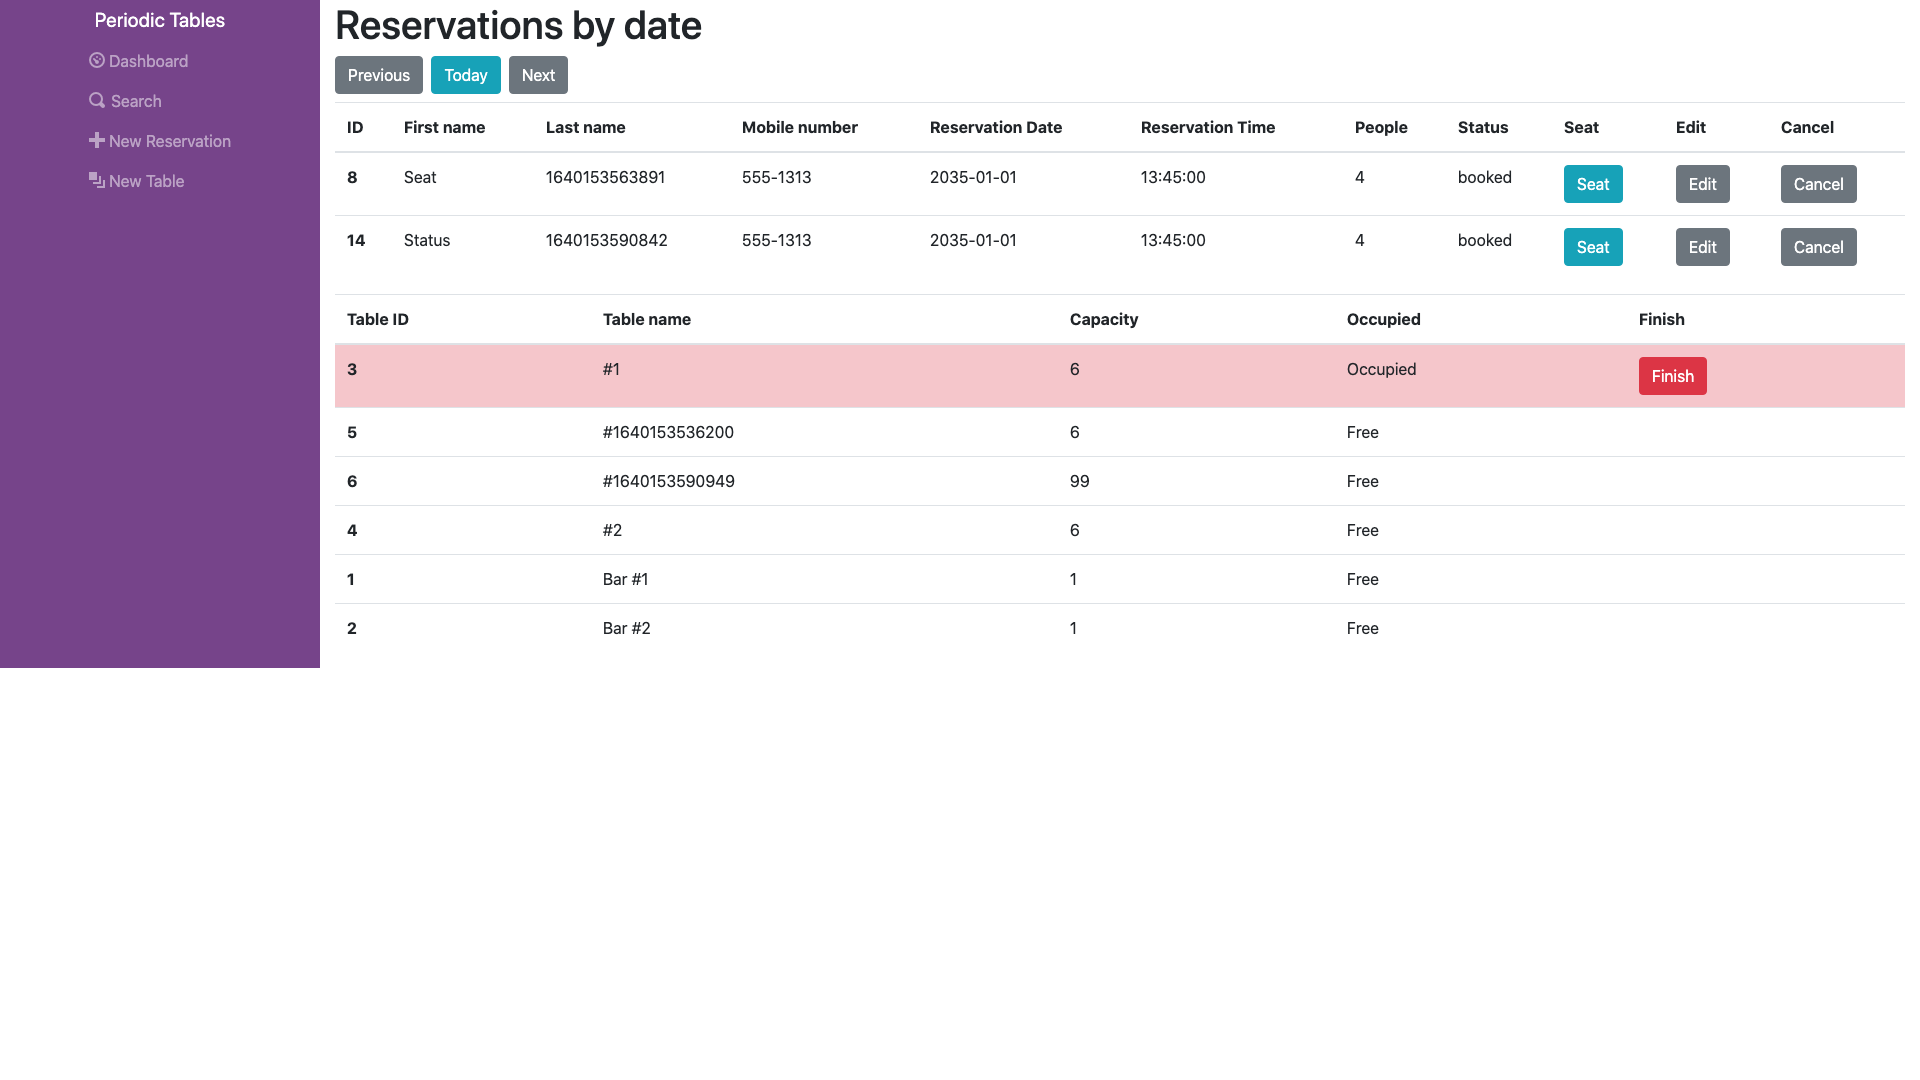 Periodic Tables
Dashboard
Search
New Reservation
New Table
Reservations by date
Previous Today Next
ID First name Last name Mobile number Reservation Date Reservation Time People Status Seat Edit Cancel
8 Seat 1640153563891 555-1313 2035-01-01 13:45:00 4 booked Seat Edit Cancel
14 Status 1640153590842 555-1313 2035-01-01 13:45:00 4 booked Seat Edit Cancel
Table ID Table name Capacity Occupied Finish
3 #1 6 Occupied Finish
5 #1640153536200 6 Free
6 #1640153590949 99 Free
4 #2 6 Free
1 Bar #1 1 Free
2 Bar #2 1 Free